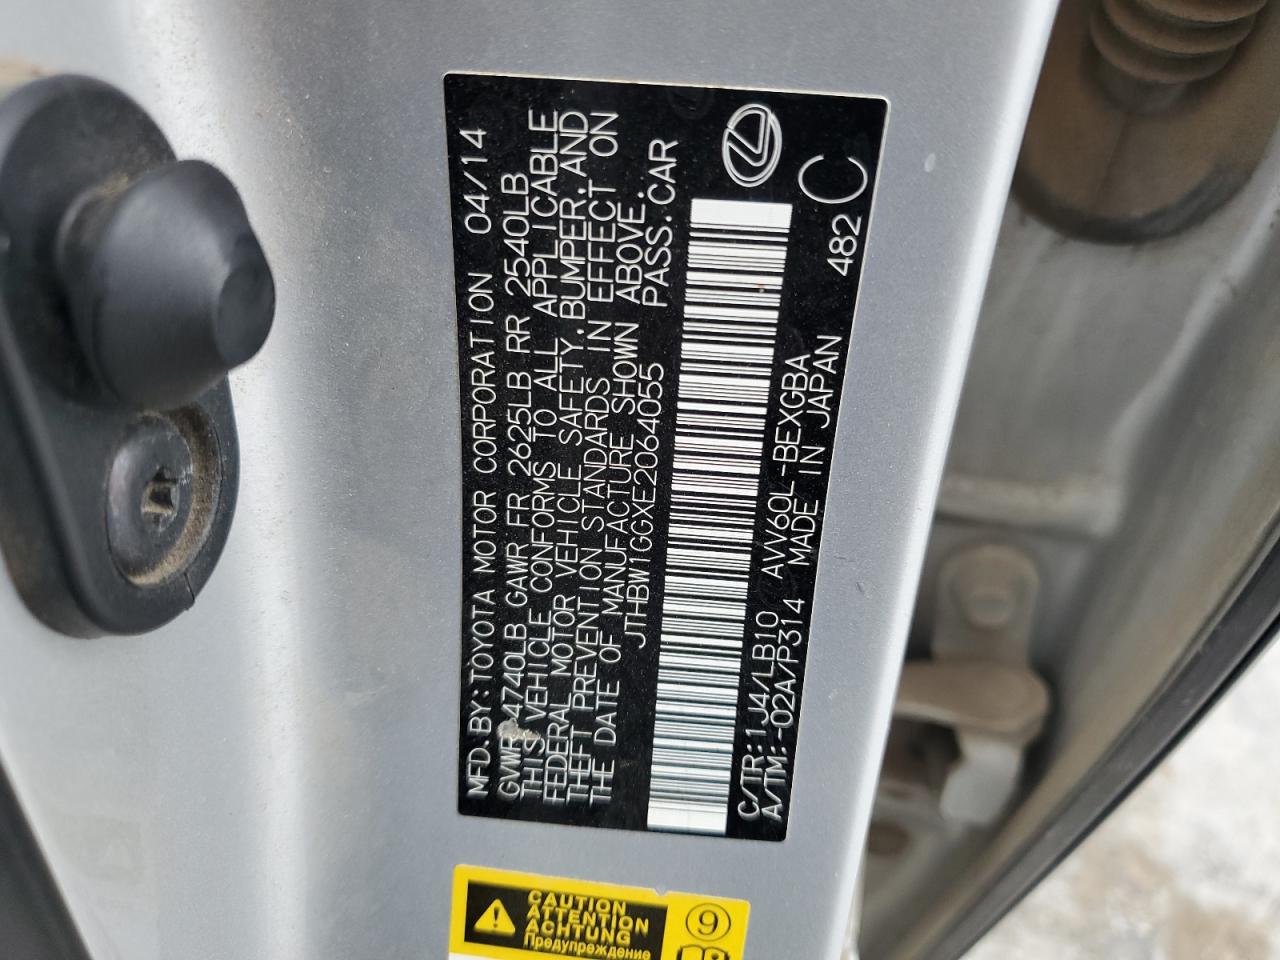 MFD. BY: TOYOTA MOTOR CORPORATION 04/14
GVWR 4740LB GAWR FR 2625LB RR 2540LB
THIS VEHICLE CONFORMS TO ALL APPLICABLE
FEDERAL MOTOR VEHICLE SAFETY, BUMPER, AND
THEFT PREVENTION STANDARDS IN EFFECT ON
THE DATE OF MANUFACTURE SHOWN ABOVE.
JTHBW1GGXE2064055 PASS.CAR
C/TR: 1J4/LB10 AVV60L-BEXGBA
A/TM: -02A/P314 MADE IN JAPAN 482 C
CAUTION
ATTENTION
ACHTUNG
Предупреждение
9